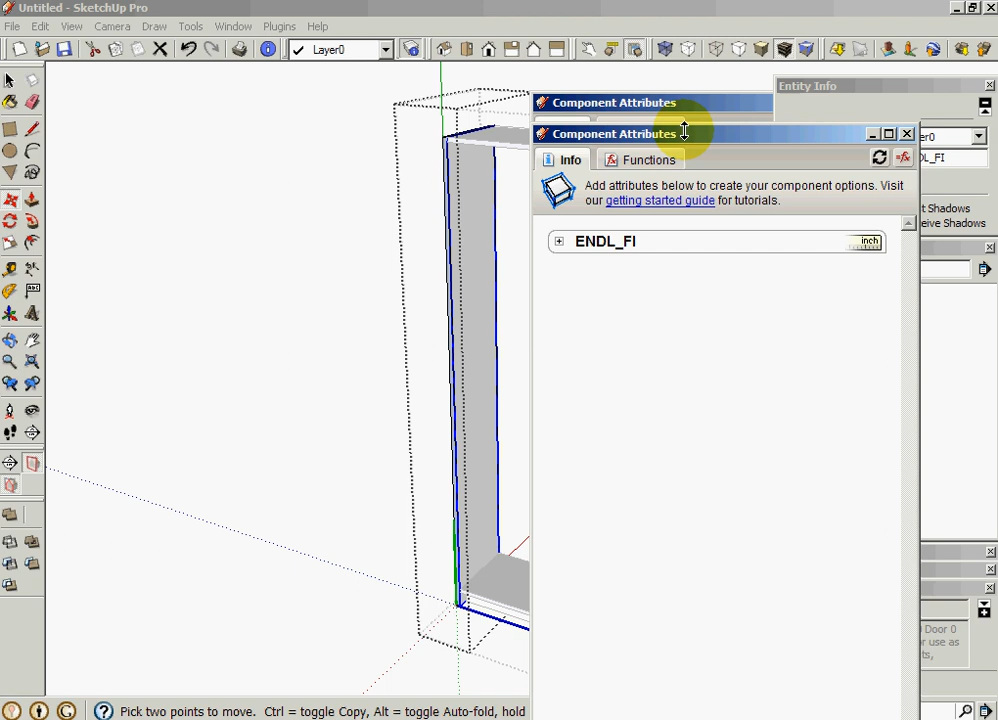 Untitled - SketchUp Pro
File Edit View Camera Draw Tools Window Plugins Help
Layer0
Entity Info
Component Attributes
Component Attributes
er0
Info Functions
DL_FI
Add attributes below to create your component options. Visit
our getting started guide for tutorials.
t Shadows
eive Shadows
ENDL_FI inch
Door 0
r use as
ts,
Pick two points to move. Ctrl = toggle Copy, Alt = toggle Auto-fold, hold